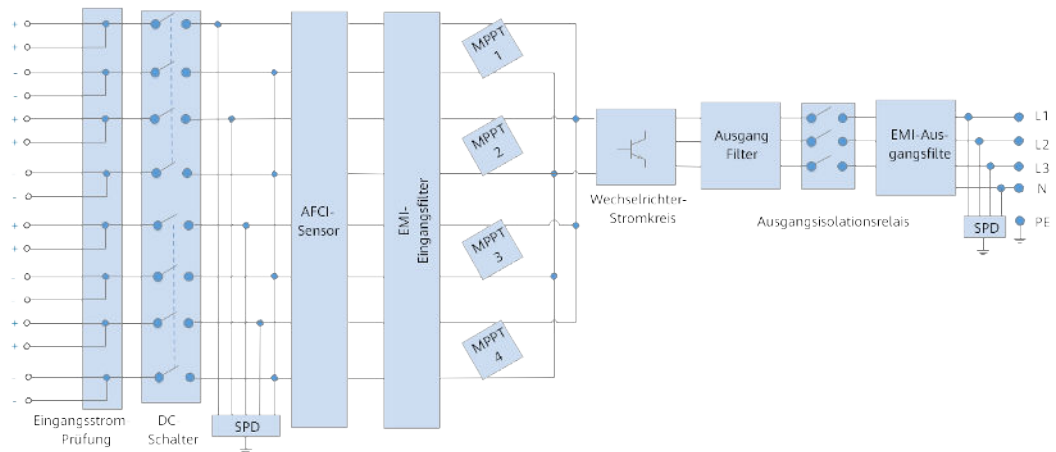 +
+
-
-
+
+
-
-
+
+
-
-
+
+
-
-
Eingangsstrom-
Prüfung
DC
Schalter
SPD
AFCI-
Sensor
EMI-
Eingangsfilter
MPPT
1
MPPT
2
MPPT
3
MPPT
4
Wechselrichter-
Stromkreis
Ausgang
Filter
Ausgangsisolationsrelais
EMI-Aus-
gangsfilte
L1
L2
L3
N
PE
SPD